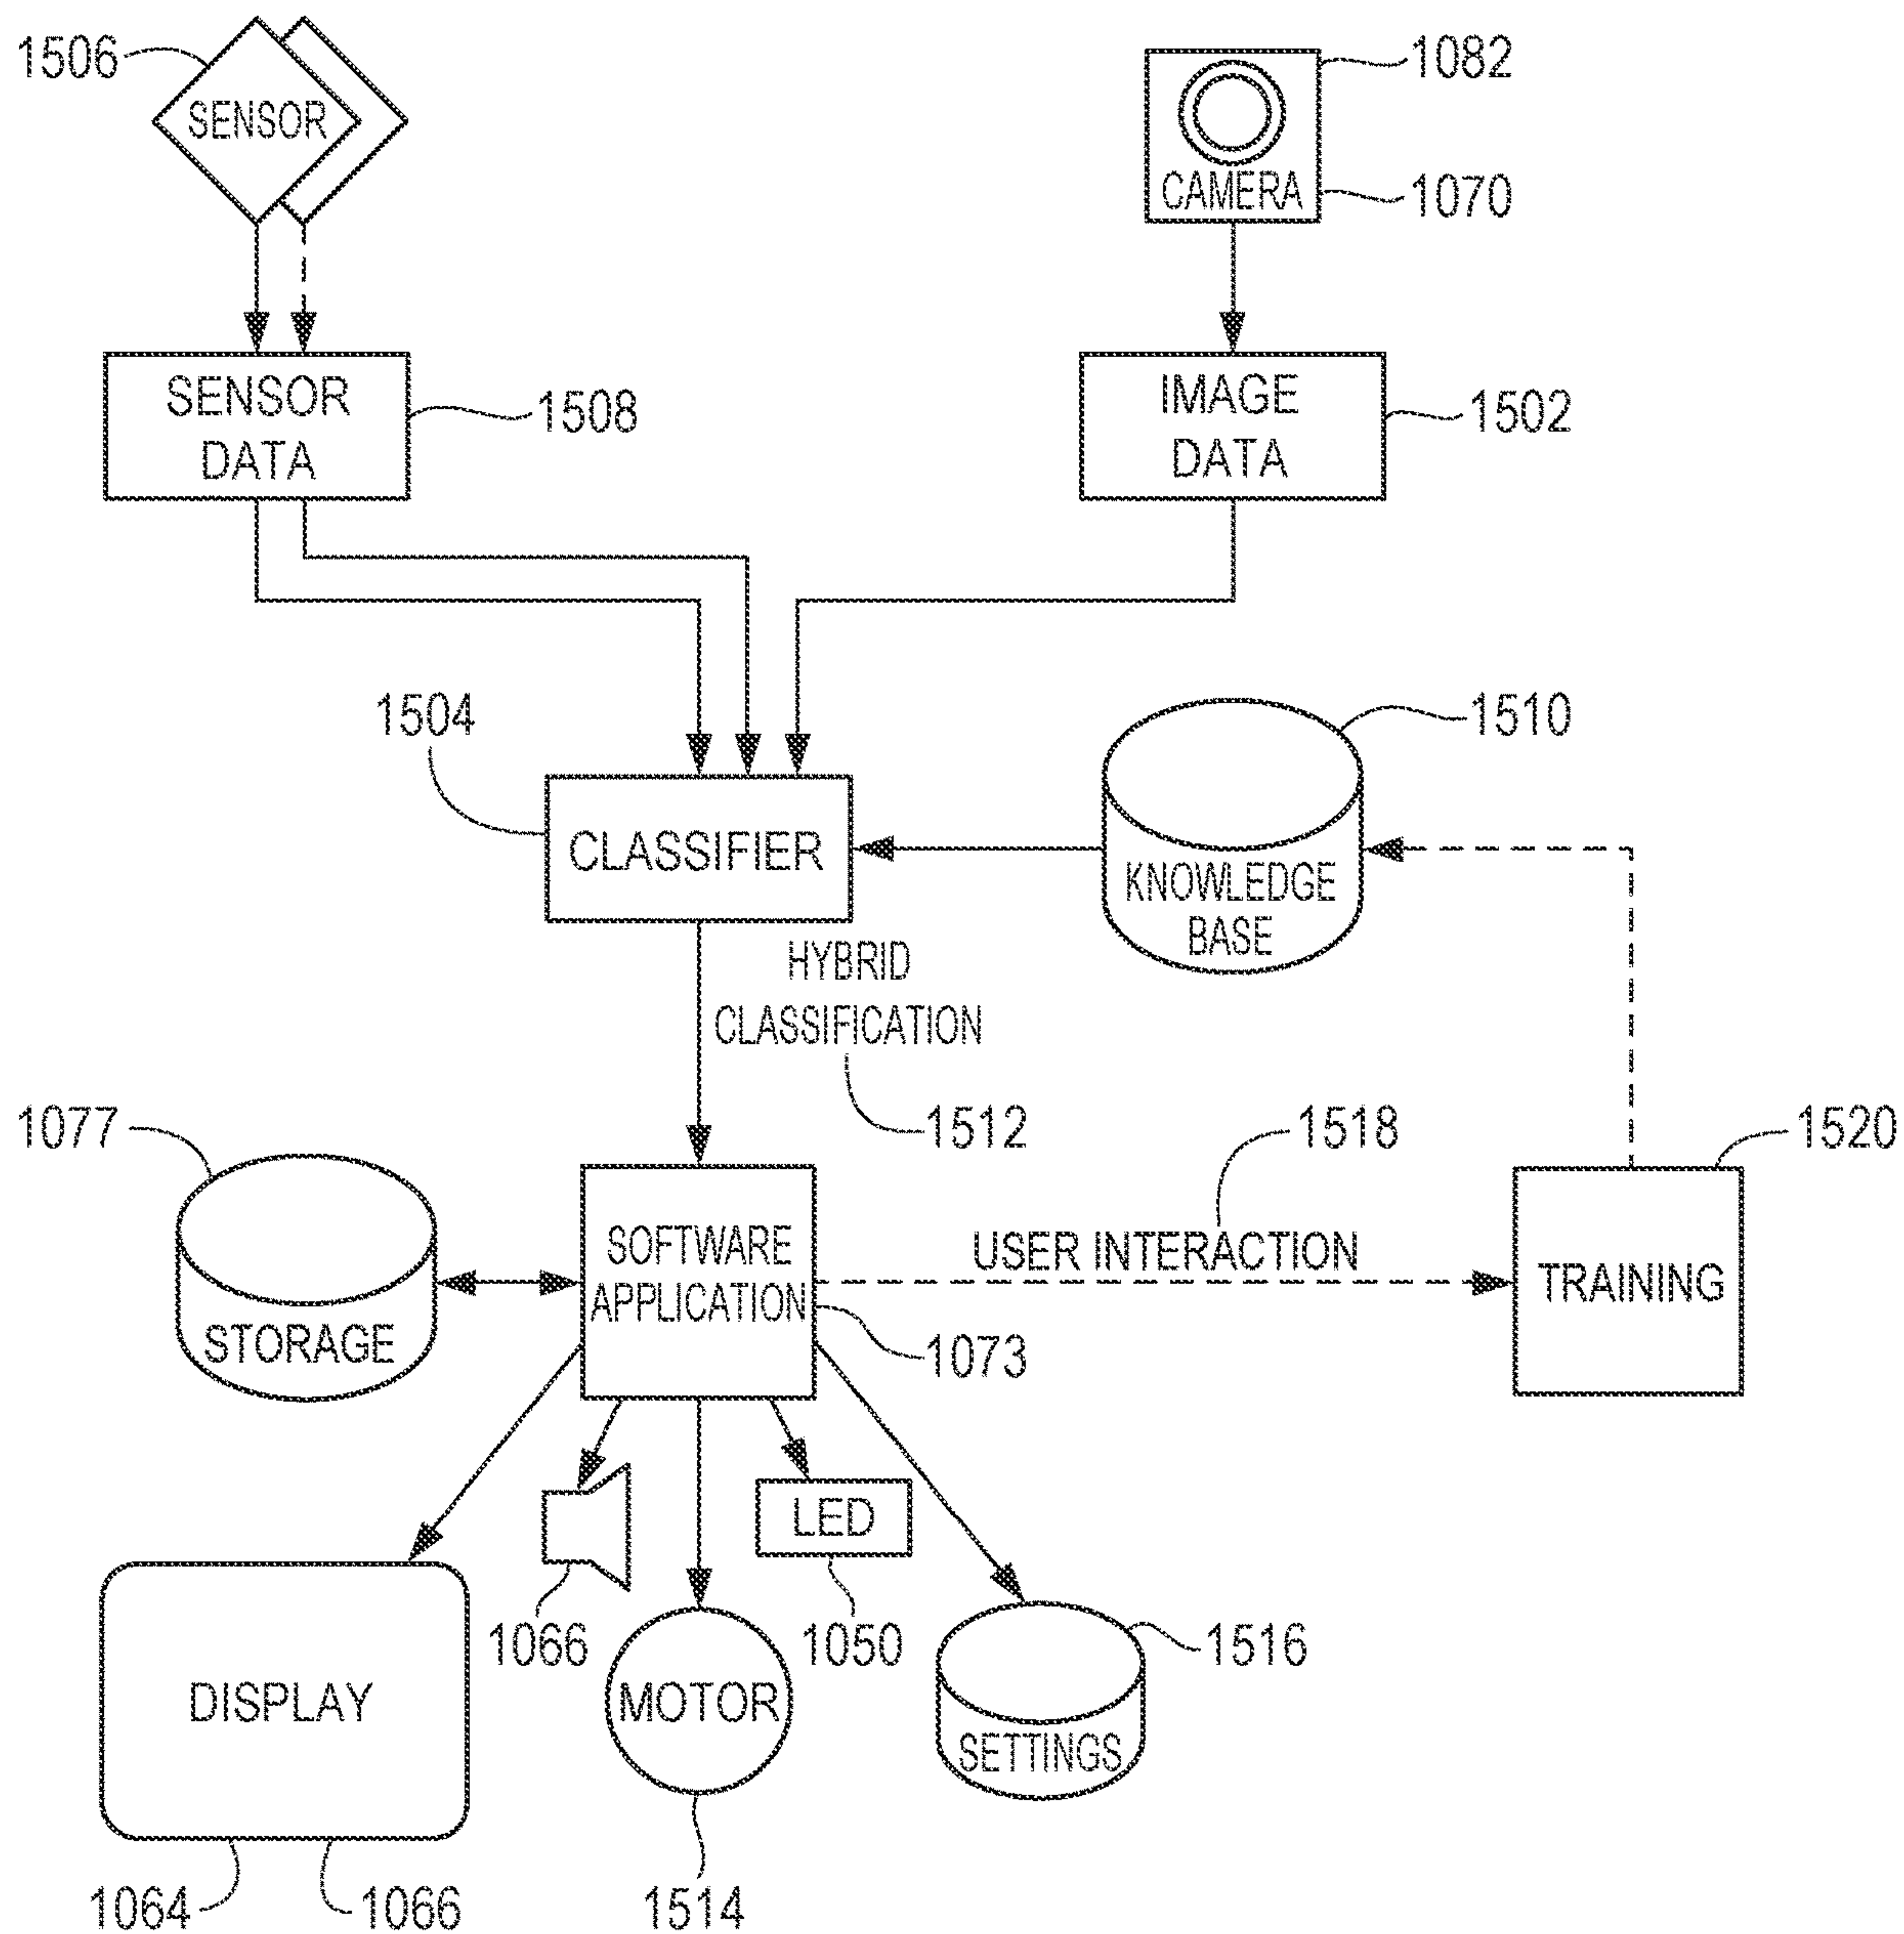 1506
SENSOR
1082
CAMERA
1070
SENSOR
DATA
1508
IMAGE
DATA
1502
1504
CLASSIFIER
1510
KNOWLEDGE
BASE
HYBRID
CLASSIFICATION
1512
1077
STORAGE
SOFTWARE
APPLICATION
1073
1518
USER INTERACTION
1520
TRAINING
DISPLAY
1064
1066
1066
MOTOR
1514
LED
1050
SETTINGS
1516